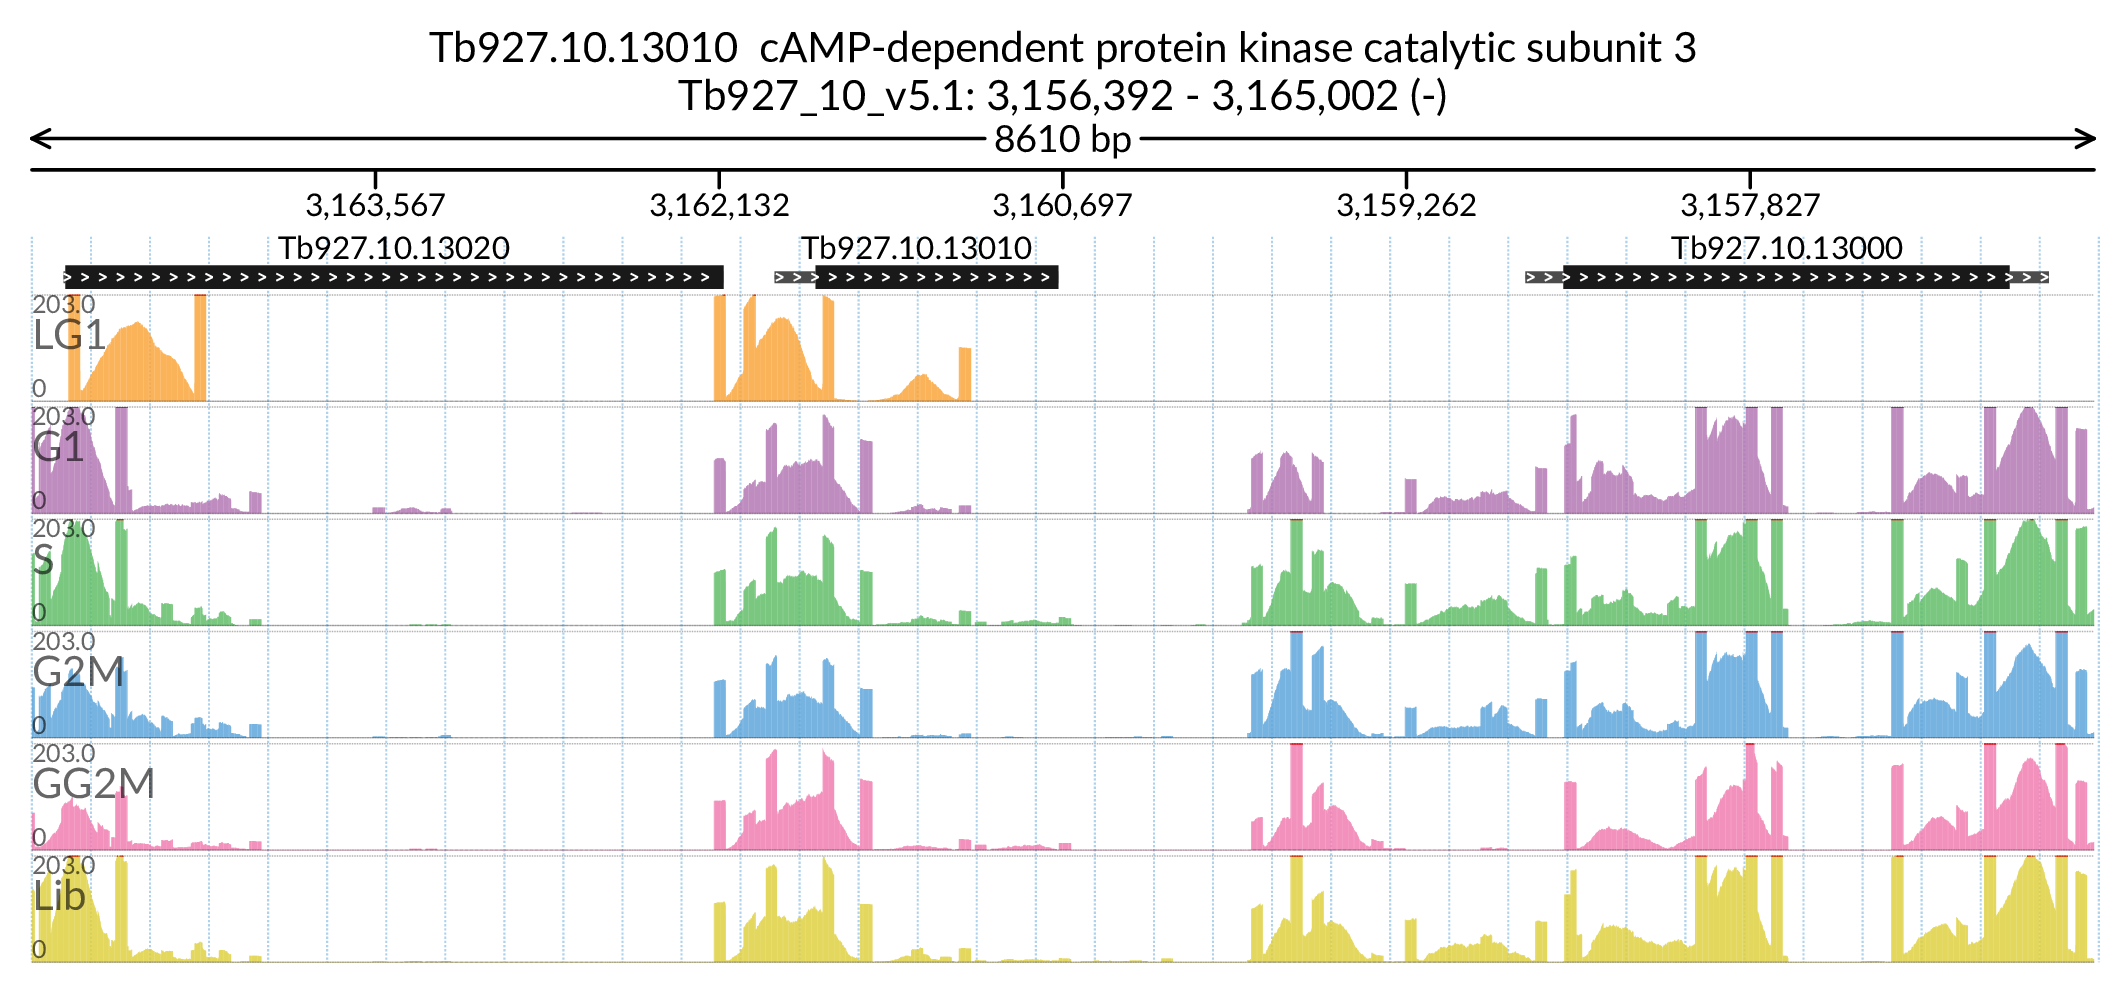 Tb927.10.13010  cAMP-dependent protein kinase catalytic subunit 3
Tb927_10_v5.1: 3,156,392 - 3,165,002 (-)
8610 bp
3,163,567 3,162,132 3,160,697 3,159,262 3,157,827
Tb927.10.13020 Tb927.10.13010 Tb927.10.13000
203.0
LG1
0
203.0
G1
0
203.0
S
0
203.0
G2M
0
203.0
GG2M
0
203.0
Lib
0